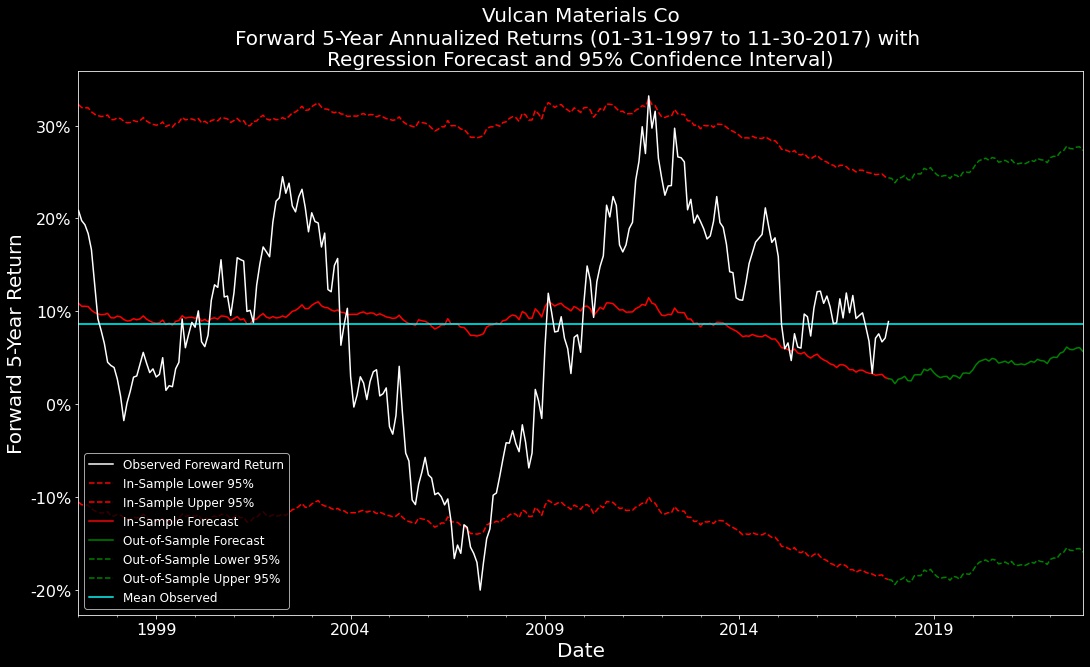 Vulcan Materials Co
Forward 5-Year Annualized Returns (01-31-1997 to 11-30-2017) with
Regression Forecast and 95% Confidence Interval)
Forward 5-Year Return
30%
20%
10%
0%
-10%
-20%
Observed Foreward Return
In-Sample Lower 95%
In-Sample Upper 95%
In-Sample Forecast
Out-of-Sample Forecast
Out-of-Sample Lower 95%
Out-of-Sample Upper 95%
Mean Observed
1999
2004
2009
2014
2019
Date